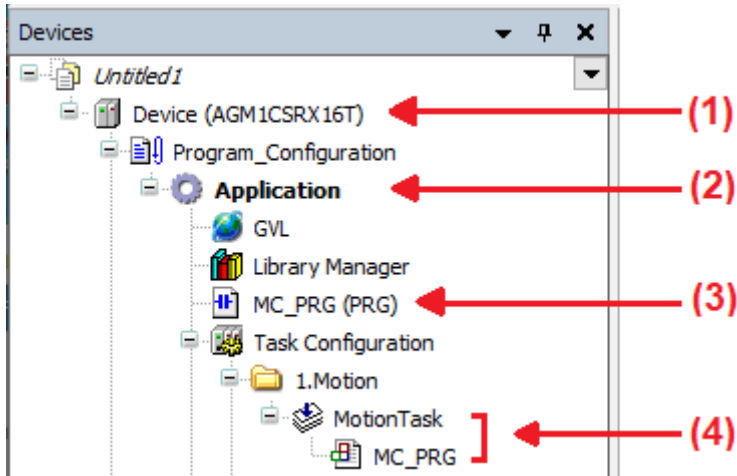 Devices
Untitled1
Device (AGM1CSRX16T) (1)
Program_Configuration
Application (2)
GVL
Library Manager
MC_PRG (PRG) (3)
Task Configuration
1.Motion
MotionTask
(4)
MC_PRG